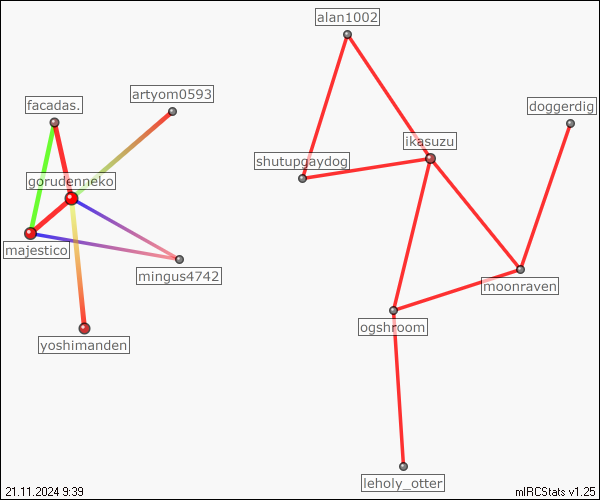 alan1002
artyom0593
facadas.
doggerdig
ikasuzu
shutupgaydog
gorudenneko
majestico
mingus4742
moonraven
ogshroom
yoshimanden
leholy_otter
21.11.2024 9:39
mIRCStats v1.25